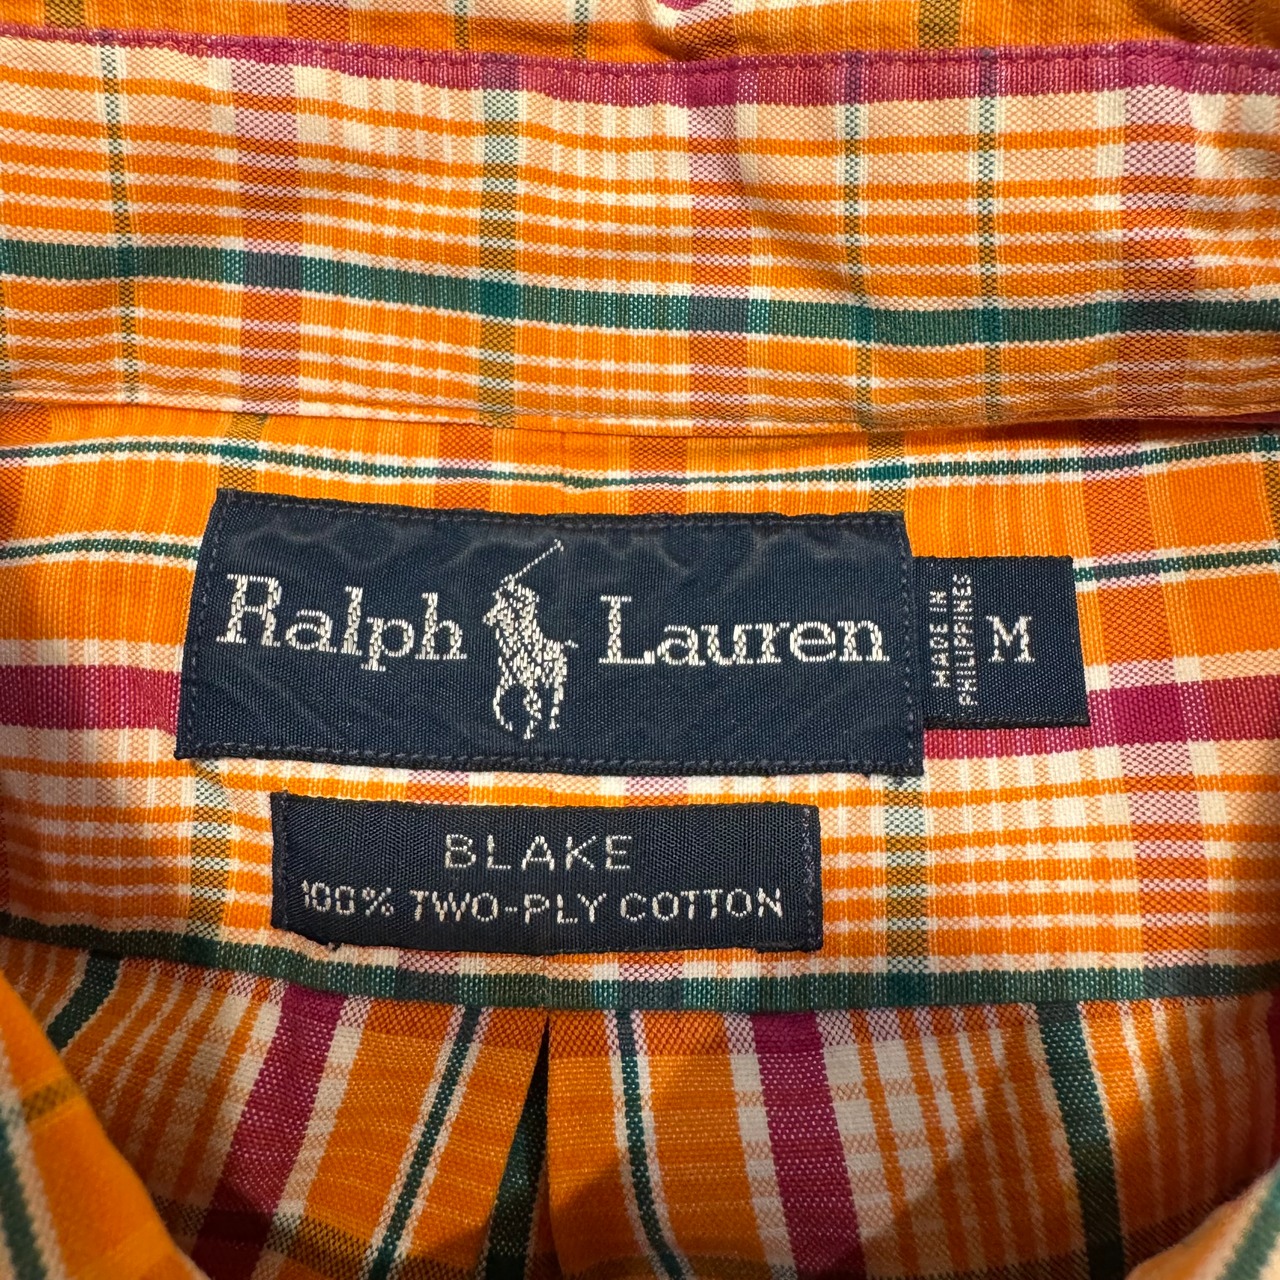 Ralph Lauren
MADE IN
PHILIPPINES
M
BLAKE
100% TWO-PLY COTTON